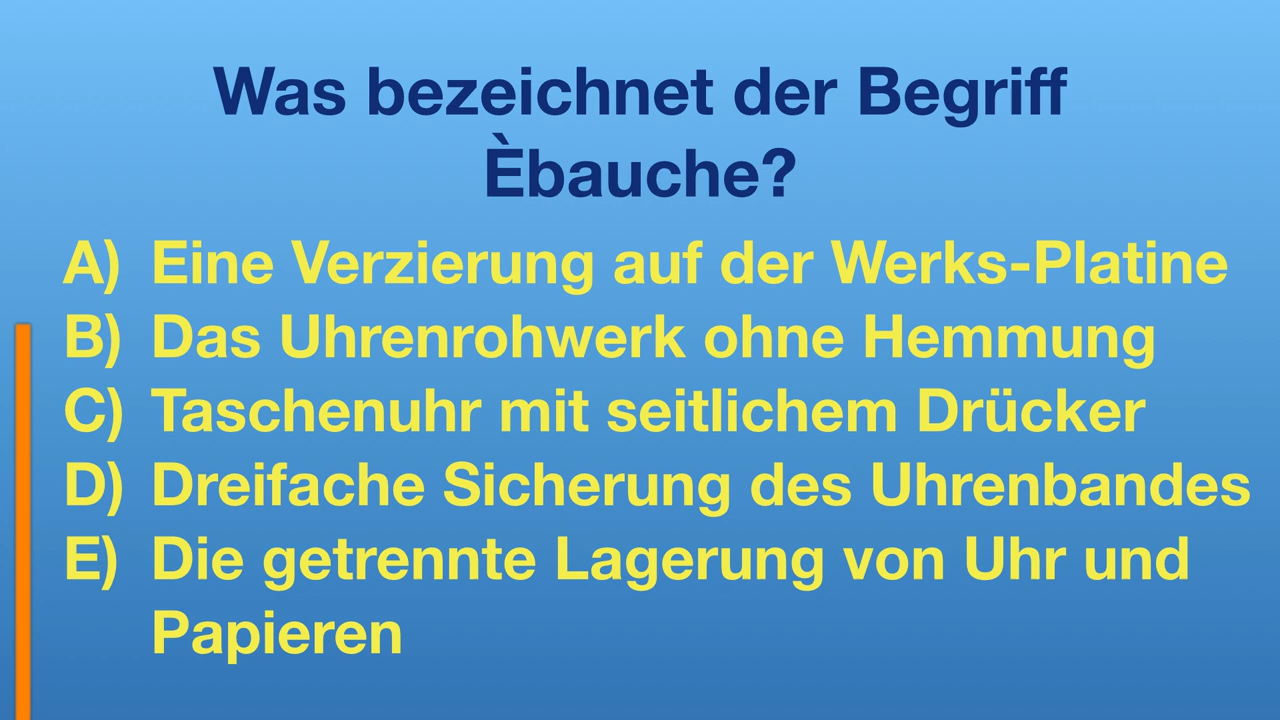 Was bezeichnet der Begriff
Èbauche?
A) Eine Verzierung auf der Werks-Platine
B) Das Uhrenrohwerk ohne Hemmung
C) Taschenuhr mit seitlichem Drücker
D) Dreifache Sicherung des Uhrenbandes
E) Die getrennte Lagerung von Uhr und
Papieren